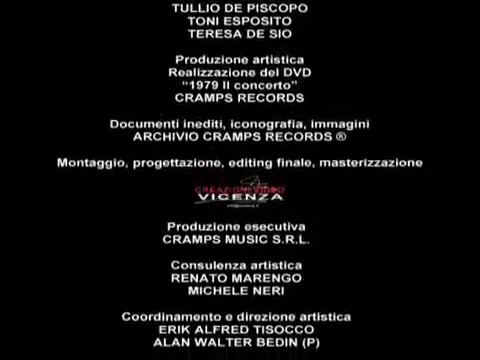 TULLIO DE PISCOPO
TONI ESPOSITO
TERESA DE SIO
Produzione artistica
Realizzazione del DVD
“1979 Il concerto”
CRAMPS RECORDS
Documenti inediti, iconografia, immagini
ARCHIVIO CRAMPS RECORDS ®
Montaggio, progettazione, editing finale, masterizzazione
CREAZIONI VIDEO
VICENZA
Produzione esecutiva
CRAMPS MUSIC S.R.L.
Consulenza artistica
RENATO MARENGO
MICHELE NERI
Coordinamento e direzione artistica
ERIK ALFRED TISOCCO
ALAN WALTER BEDIN (P)